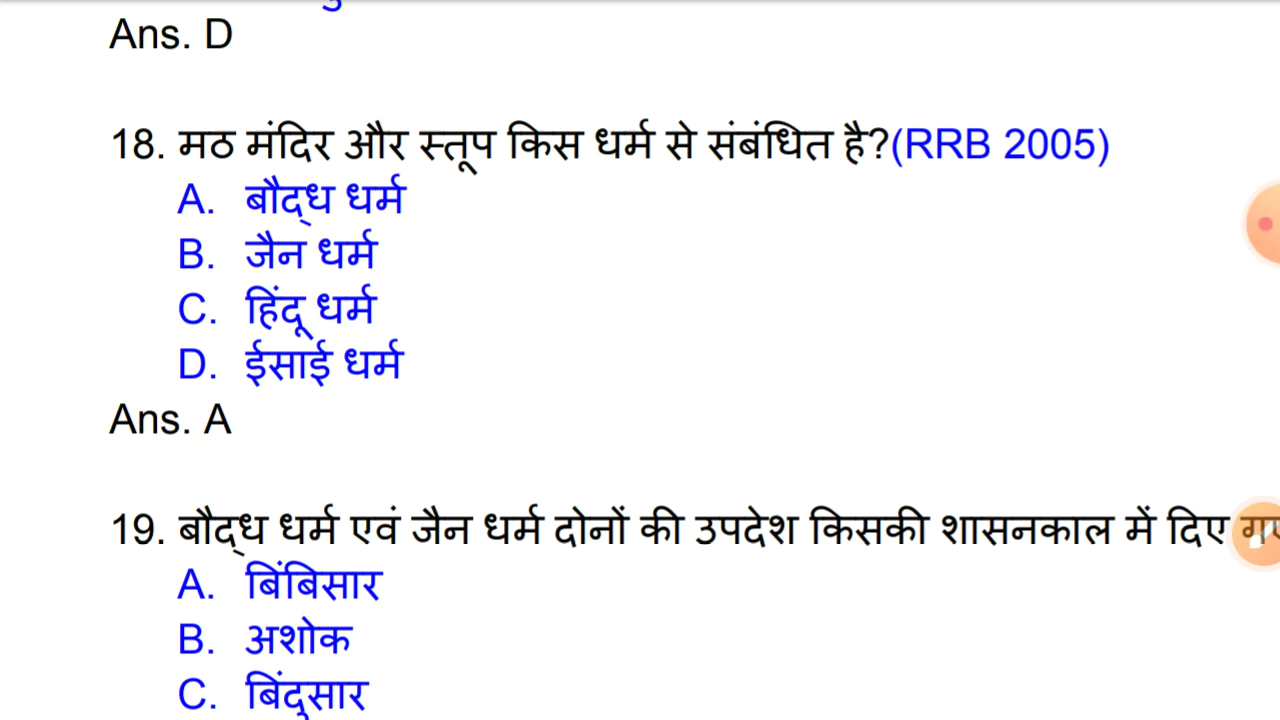 Ans. D
18. मठ मंदिर और स्तूप किस धर्म से संबंधित है?(RRB 2005)
A. बौद्ध धर्म
B. जैन धर्म
C. हिंदू धर्म
D. ईसाई धर्म
Ans. A
19. बौद्ध धर्म एवं जैन धर्म दोनों की उपदेश किसकी शासनकाल में दिए
A. बिंबिसार
B. अशोक
C. बिंदुसार